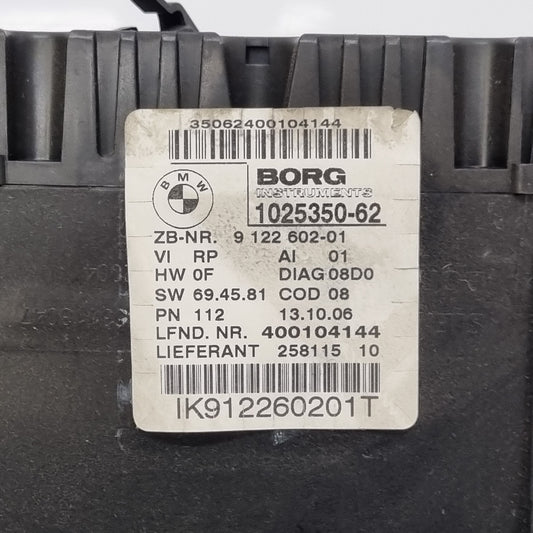 35062400104144
BMW
BORG
INSTRUMENTS
1025350-62
ZB-NR. 9 122 602-01
VI RP AI 01
HW 0F DIAG 08D0
SW 69.45.81 COD 08
PN 112 13.10.06
LFND. NR. 400104144
LIEFERANT 258115 10
IK912260201T